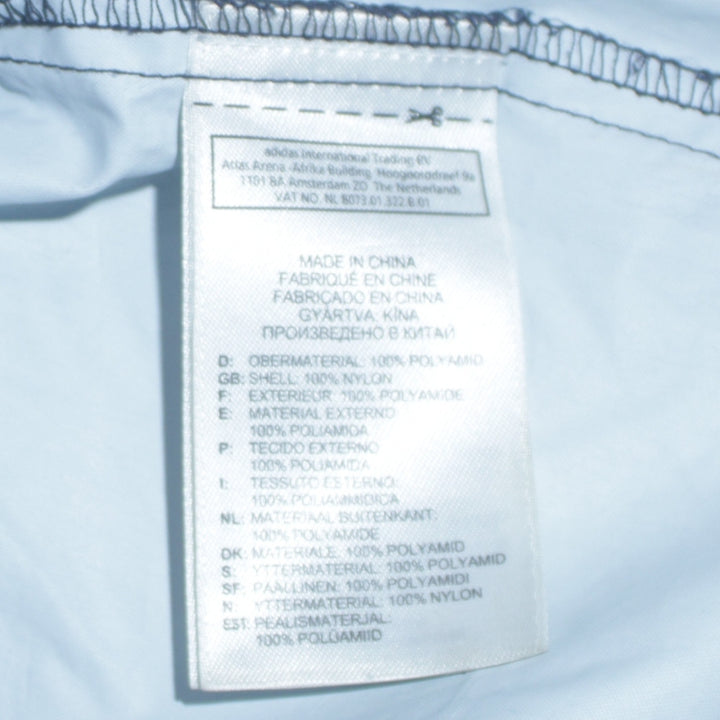 adidas International Trading BV
Atlas Arena - Afrika Building, Hoogoorddreef 9a
1101 BA Amsterdam ZO The Netherlands
VAT NO. NL 8073.01.322.B.01
MADE IN CHINA
FABRIQUÉ EN CHINE
FABRICADO EN CHINA
GYÁRTVA: KÍNA
ПРОИЗВЕДЕНО В КИТАЙ
D: OBERMATERIAL: 100% POLYAMID
GB: SHELL: 100% NYLON
F: EXTERIEUR: 100% POLYAMIDE
E: MATERIAL EXTERNO:
100% POLIAMIDA
P: TECIDO EXTERNO:
100% POLIAMIDA
I: TESSUTO ESTERNO:
100% POLIAMMIDICA
NL: MATERIAAL BUITENKANT:
100% POLYAMIDE
DK: MATERIALE: 100% POLYAMID
S: YTTERMATERIAL: 100% POLYAMID
SF: PÄÄLLINEN: 100% POLYAMIDI
N: YTTERMATERIAL: 100% NYLON
EST: PEALISMATERJAL:
100% POLÜAMIID